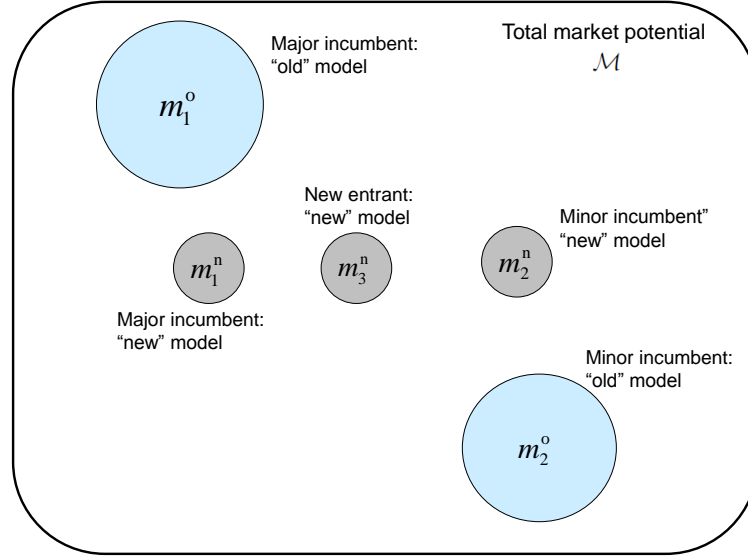 Major incumbent:
“old” model
Total market potential
ℳ
m₁ᵒ
New entrant:
“new” model
Minor incumbent”
“new” model
m₁ⁿ
m₃ⁿ
m₂ⁿ
Major incumbent:
“new” model
Minor incumbent:
“old” model
m₂ᵒ